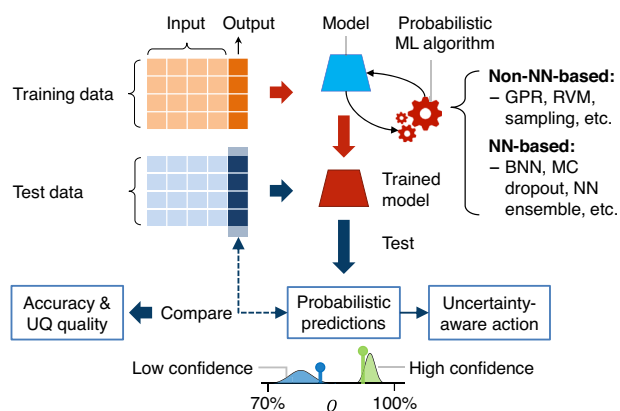 Input
Output
Model
Probabilistic
ML algorithm
Training data
Non-NN-based:
– GPR, RVM,
sampling, etc.
NN-based:
– BNN, MC
dropout, NN
ensemble, etc.
Test data
Trained
model
Test
Accuracy &
UQ quality
Compare
Probabilistic
predictions
Uncertainty-
aware action
Low confidence
High confidence
70%
Q
100%